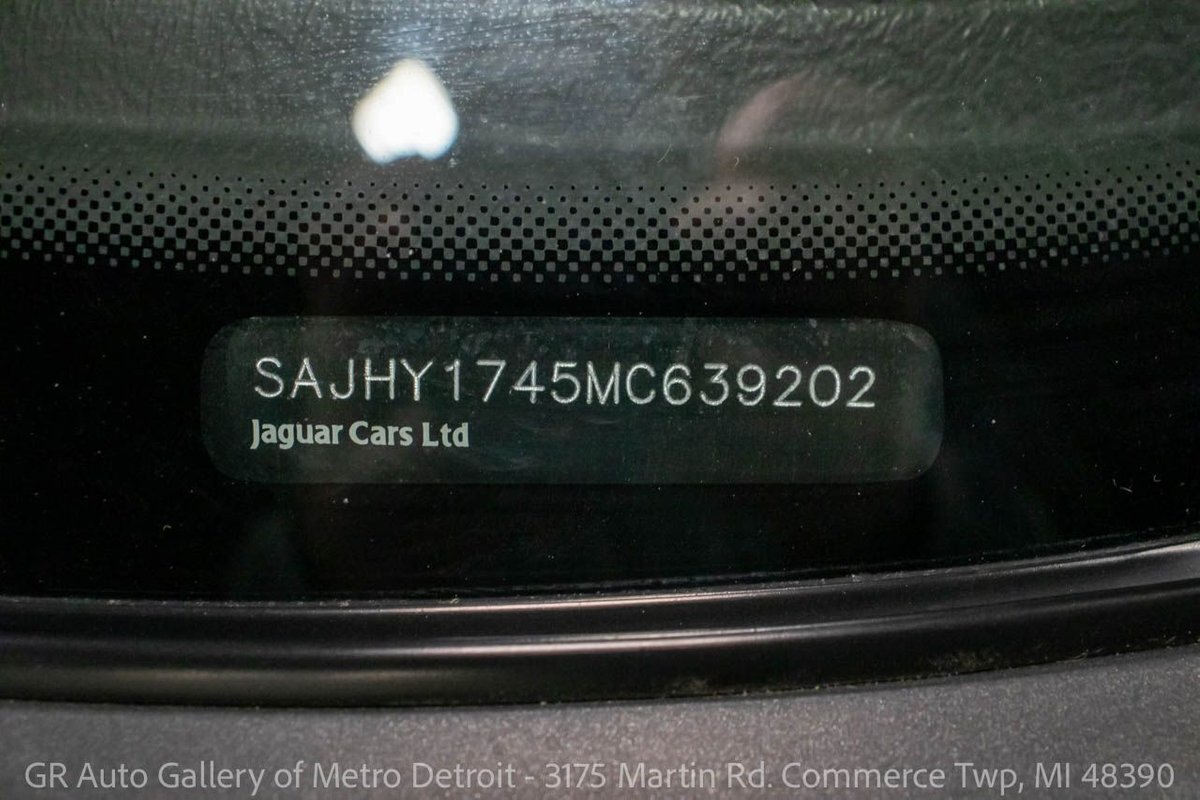 SAJHY1745MC639202
Jaguar Cars Ltd
GR Auto Gallery of Metro Detroit - 3175 Martin Rd. Commerce Twp, MI 48390